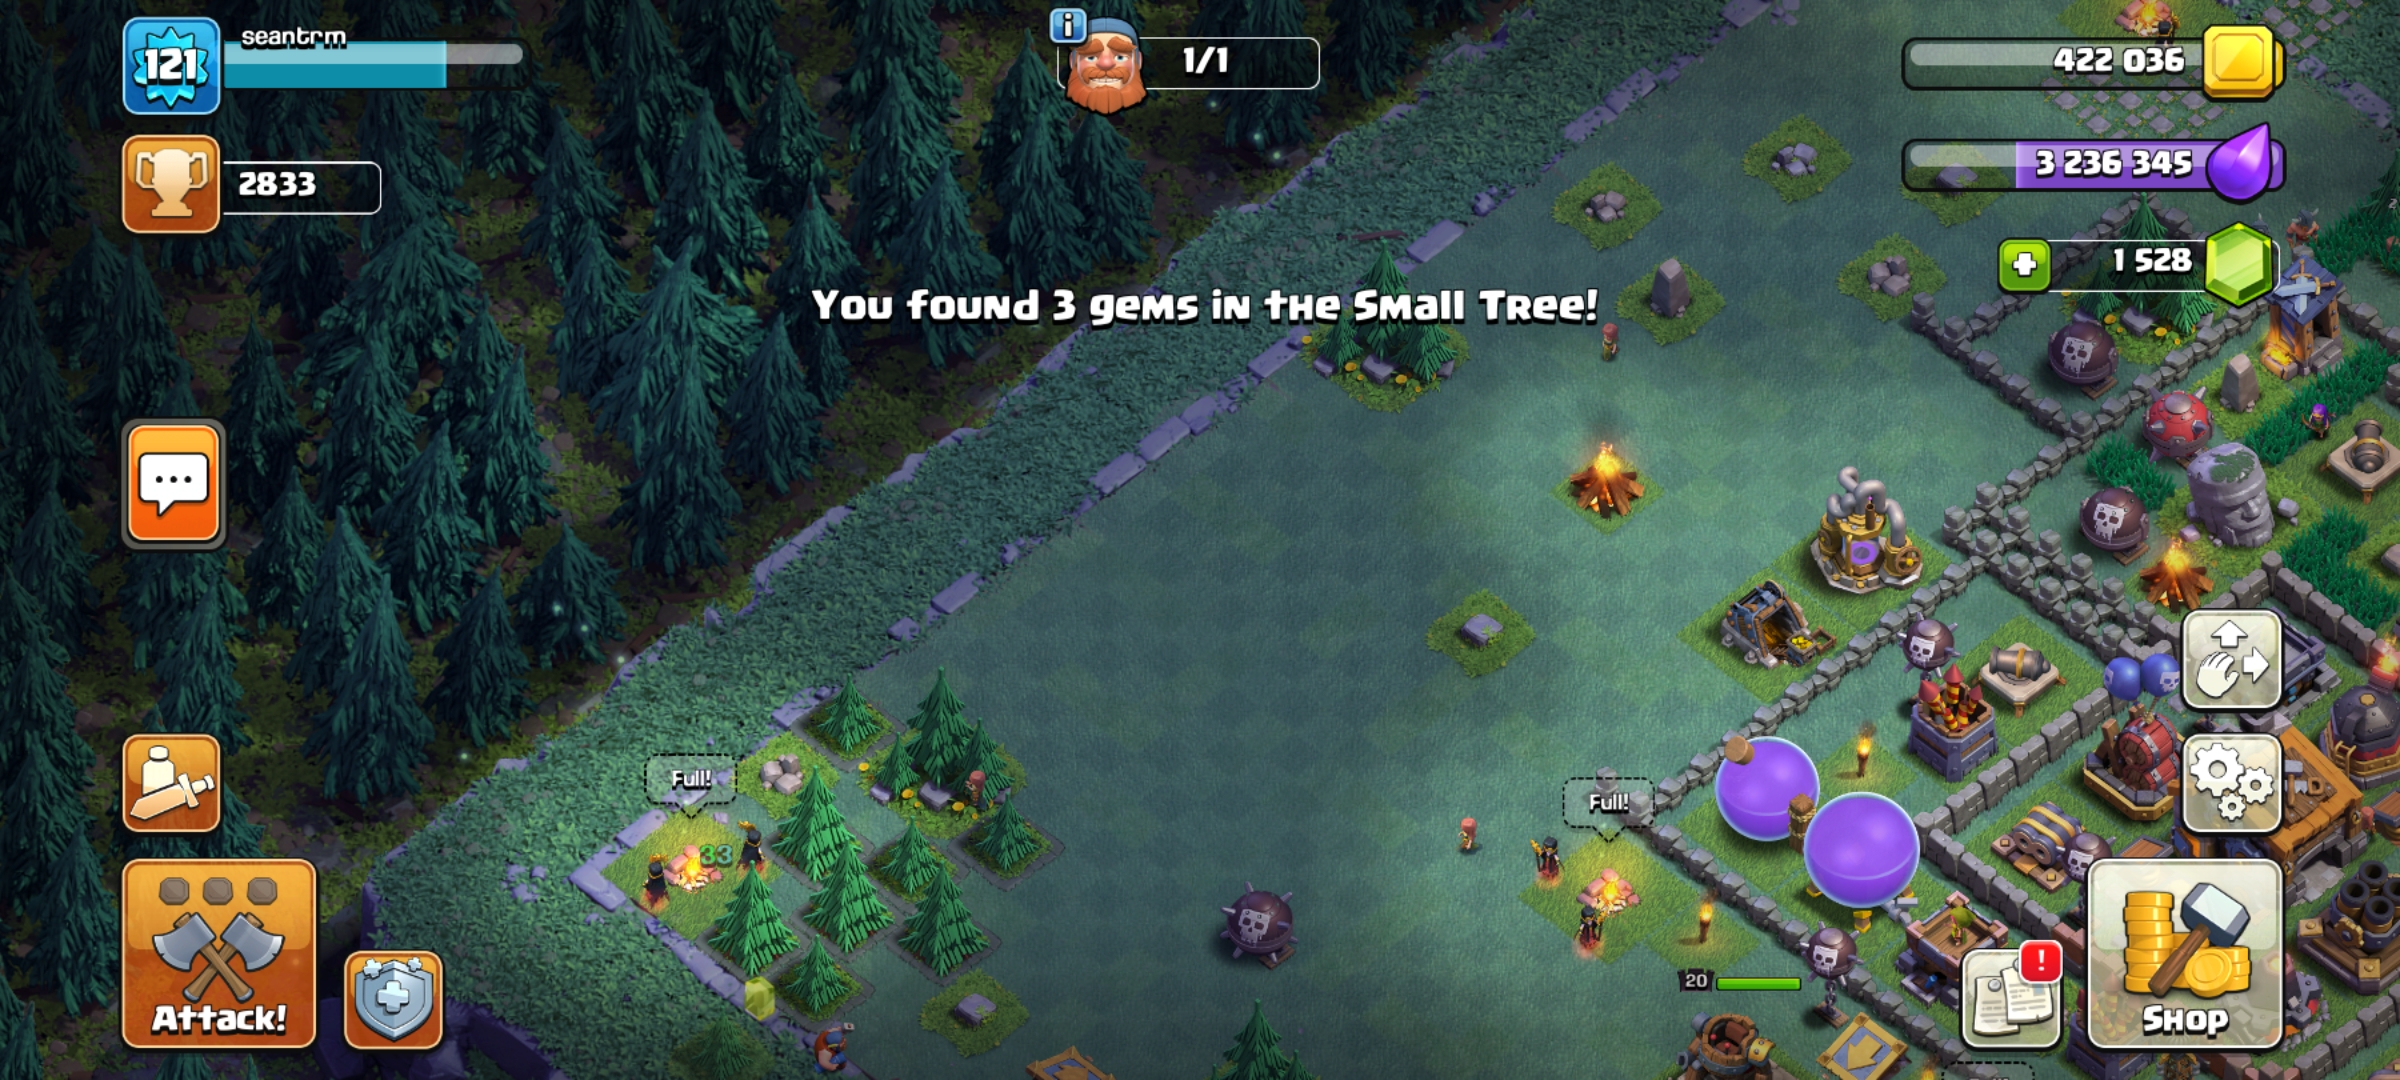 121
seantrm
i
1/1
422 036
2833
3 236 345
1 528
You found 3 gems in the Small Tree!
Full!
Full!
33
20
!
Attack!
Shop